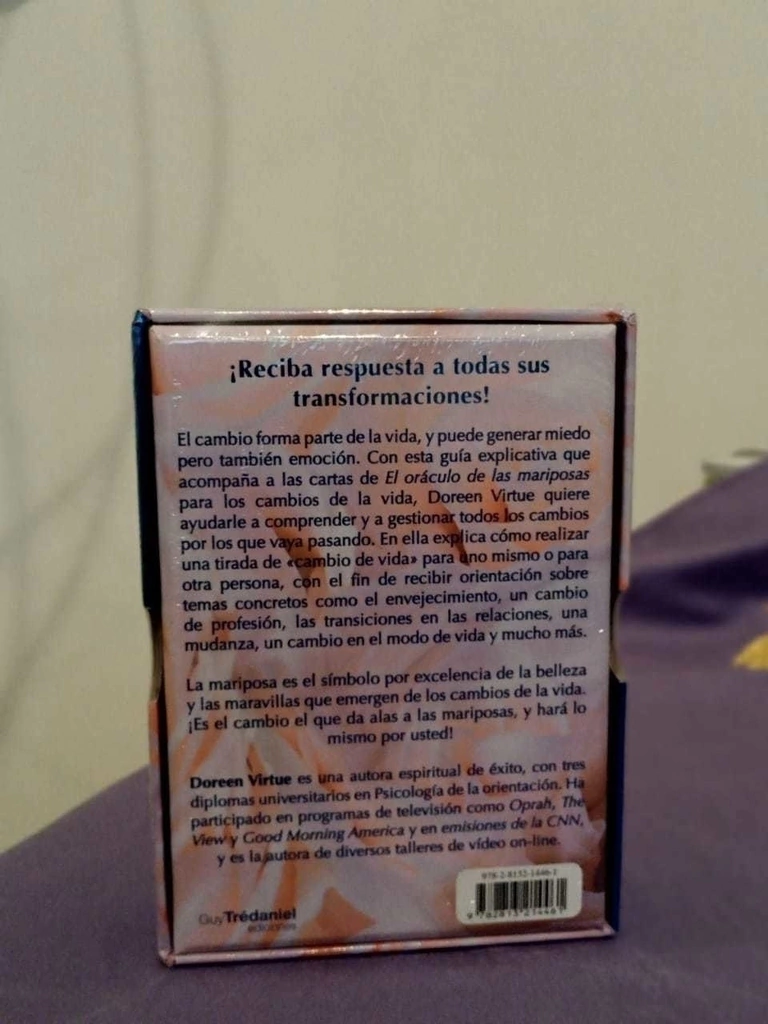 ¡Reciba respuesta a todas sus
transformaciones!
El cambio forma parte de la vida, y puede generar miedo
pero también emoción. Con esta guía explicativa que
acompaña a las cartas de El oráculo de las mariposas
para los cambios de la vida, Doreen Virtue quiere
ayudarle a comprender y a gestionar todos los cambios
por los que vaya pasando. En ella explica cómo realizar
una tirada de «cambio de vida» para uno mismo o para
otra persona, con el fin de recibir orientación sobre
temas concretos como el envejecimiento, un cambio
de profesión, las transiciones en las relaciones, una
mudanza, un cambio en el modo de vida y mucho más.
La mariposa es el símbolo por excelencia de la belleza
y las maravillas que emergen de los cambios de la vida.
¡Es el cambio el que da alas a las mariposas, y hará lo
mismo por usted!
Doreen Virtue es una autora espiritual de éxito, con tres
diplomas universitarios en Psicología de la orientación. Ha
participado en programas de televisión como Oprah, The
View y Good Morning America y en emisiones de la CNN,
y es la autora de diversos talleres de vídeo on-line.
978-2-8132-1446-1
9 782813 214461
GuyTrédaniel
ediciones